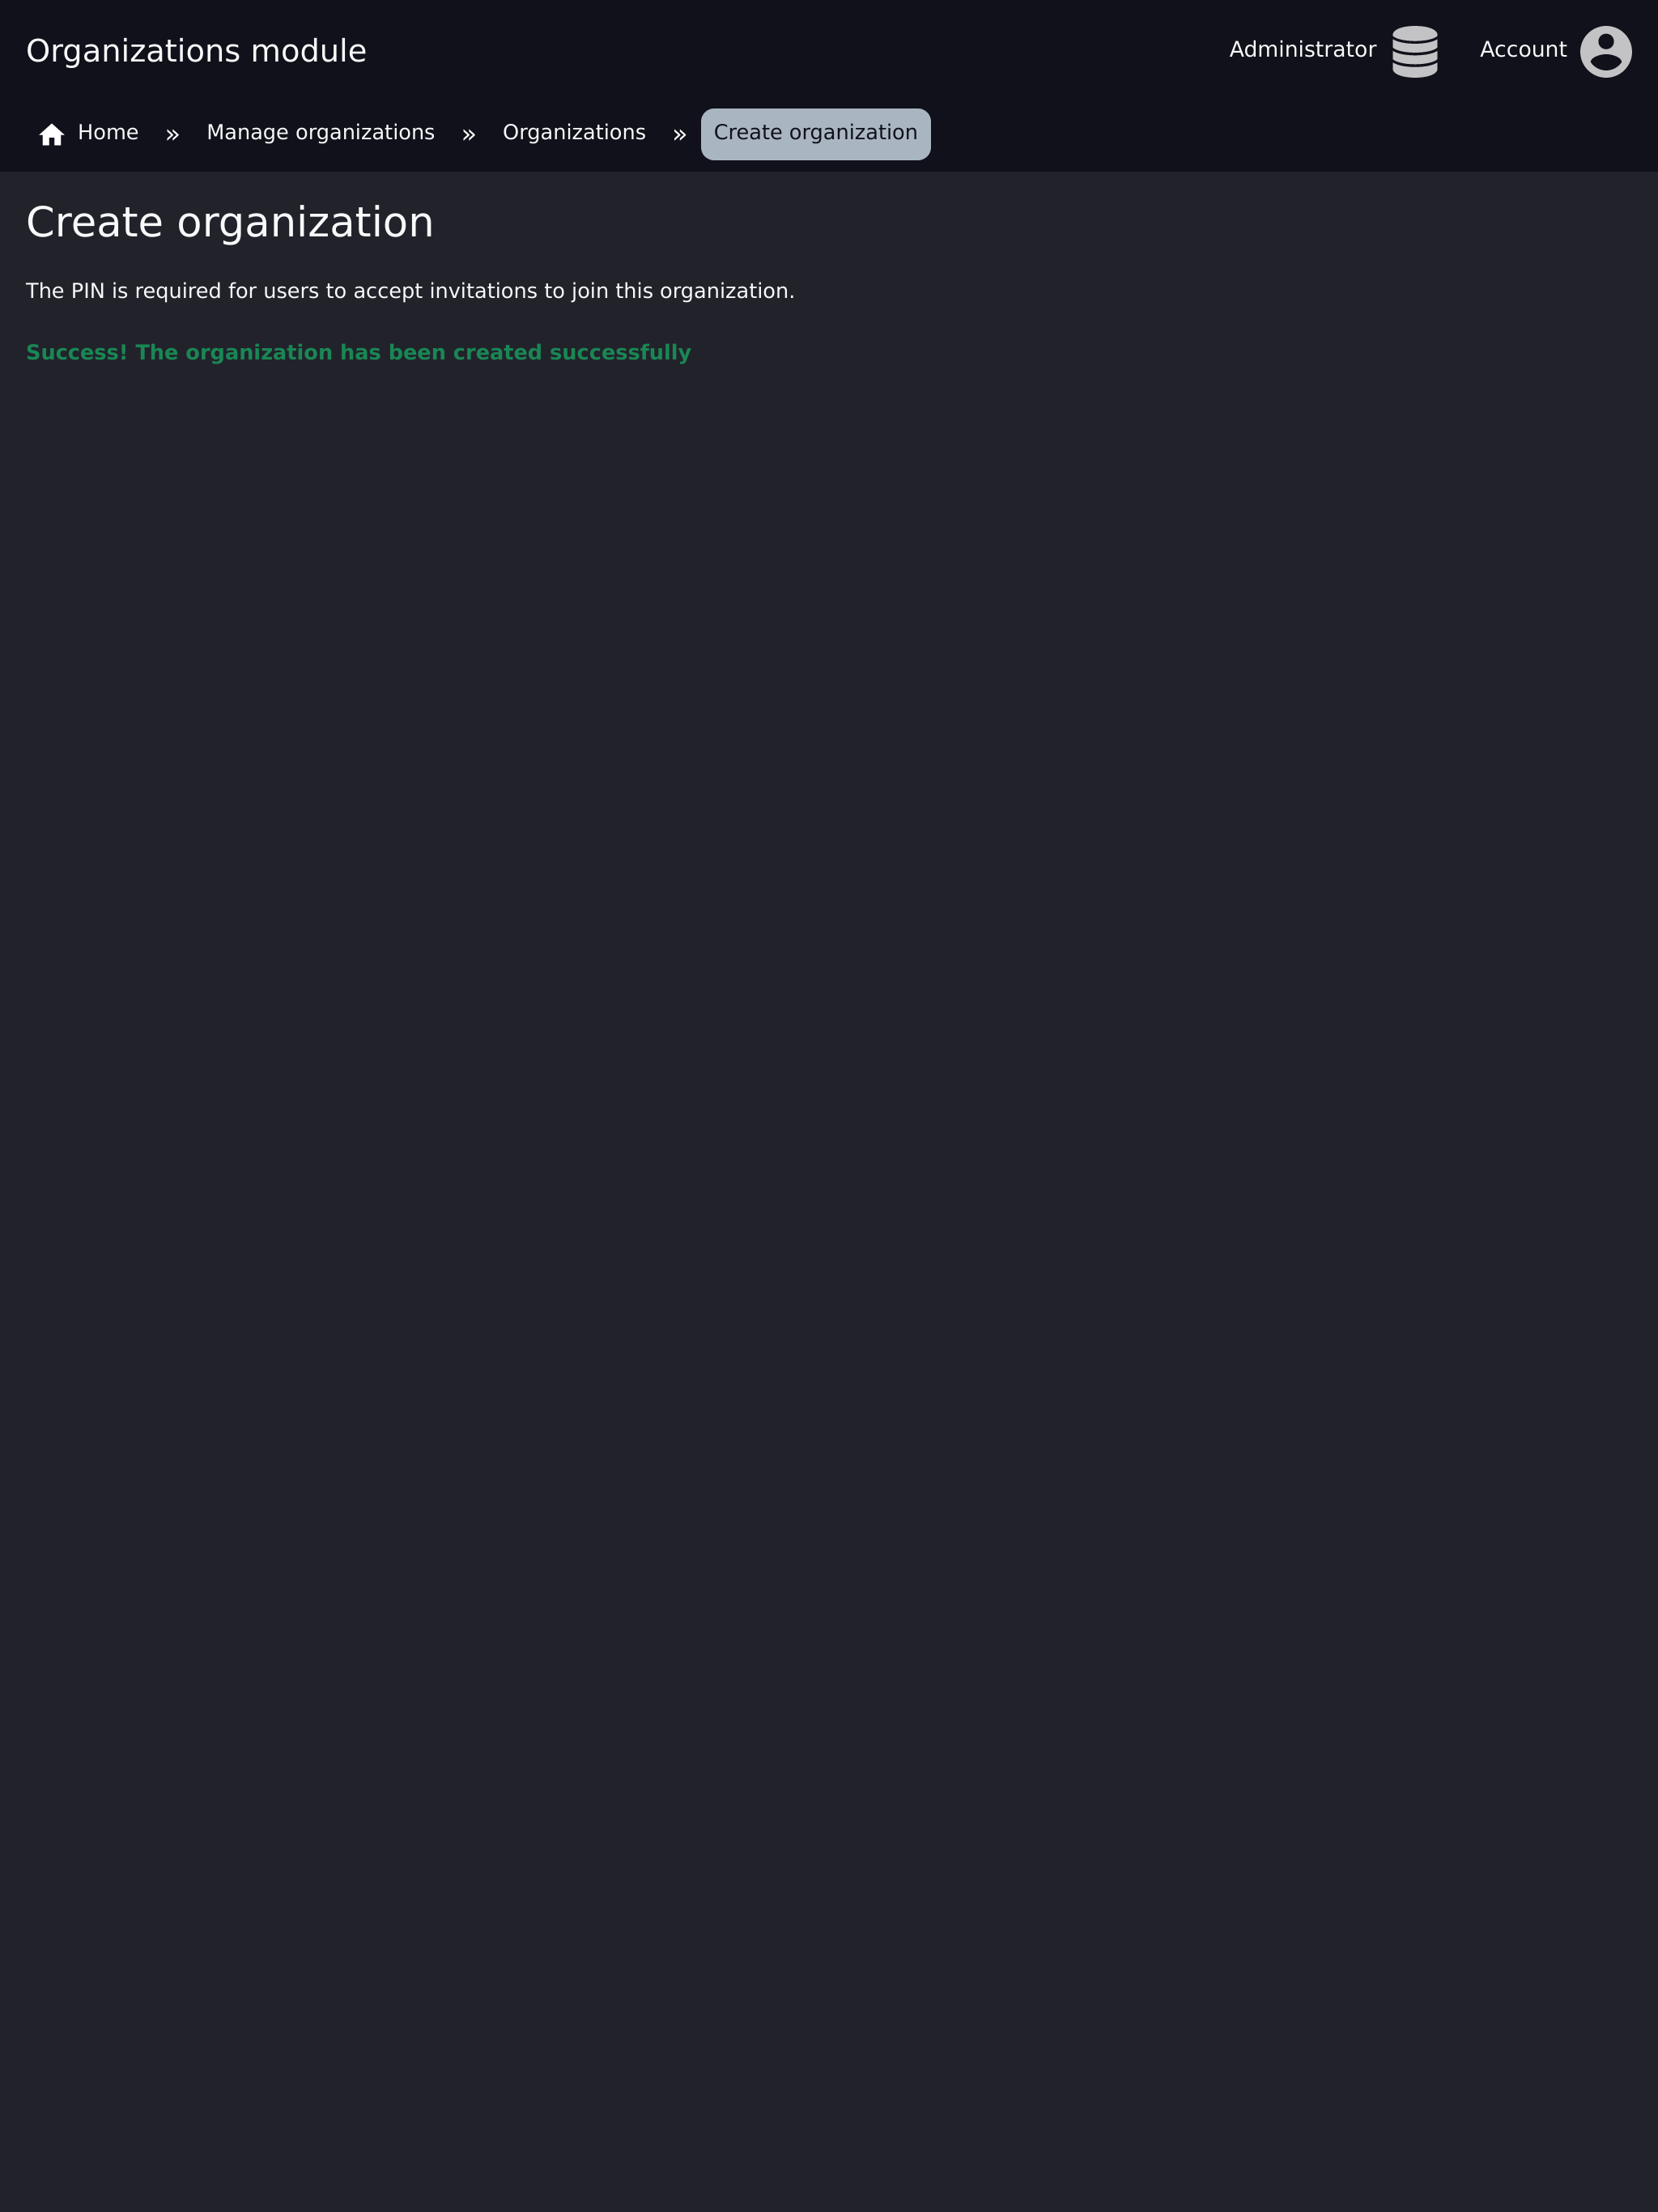 Organizations module
Administrator
Account
Home » Manage organizations » Organizations » Create organization
Create organization
The PIN is required for users to accept invitations to join this organization.
Success! The organization has been created successfully